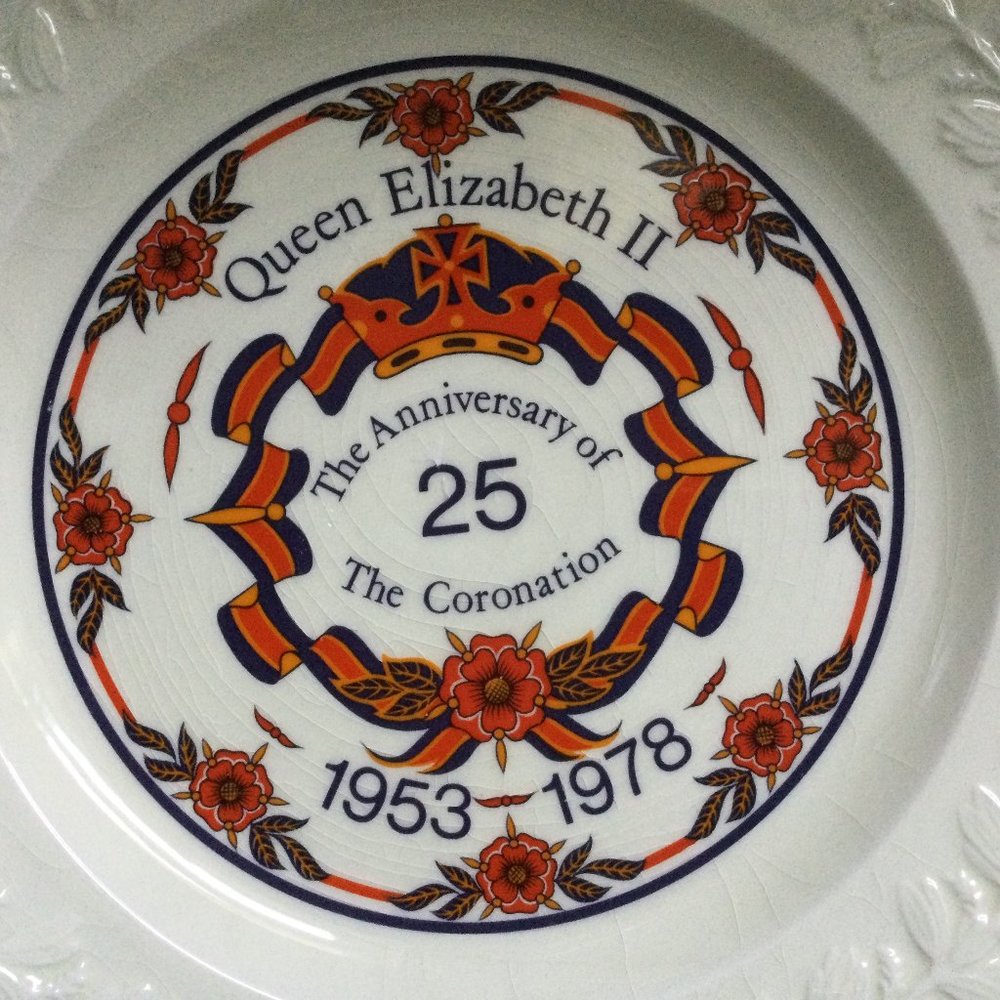 Queen Elizabeth II
The Anniversary of
25
The Coronation
1953 - 1978